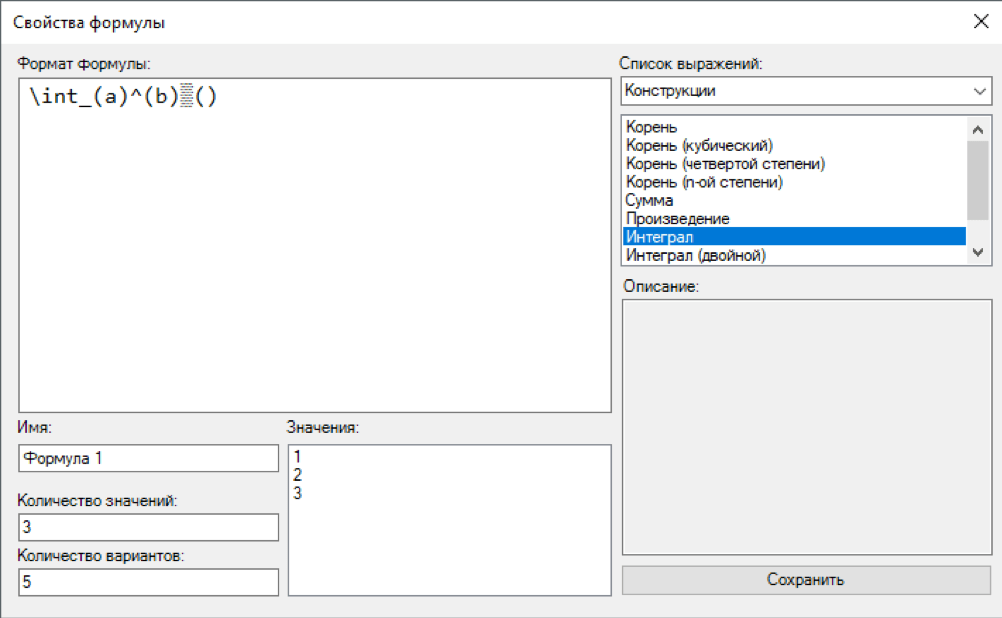 Свойства формулы
Формат формулы:
\int_(a)^(b)▒()
Имя:
Формула 1
Количество значений:
3
Количество вариантов:
5
Значения:
1
2
3
Список выражений:
Конструкции
Корень
Корень (кубический)
Корень (четвертой степени)
Корень (n-ой степени)
Сумма
Произведение
Интеграл
Интеграл (двойной)
Описание:
Сохранить